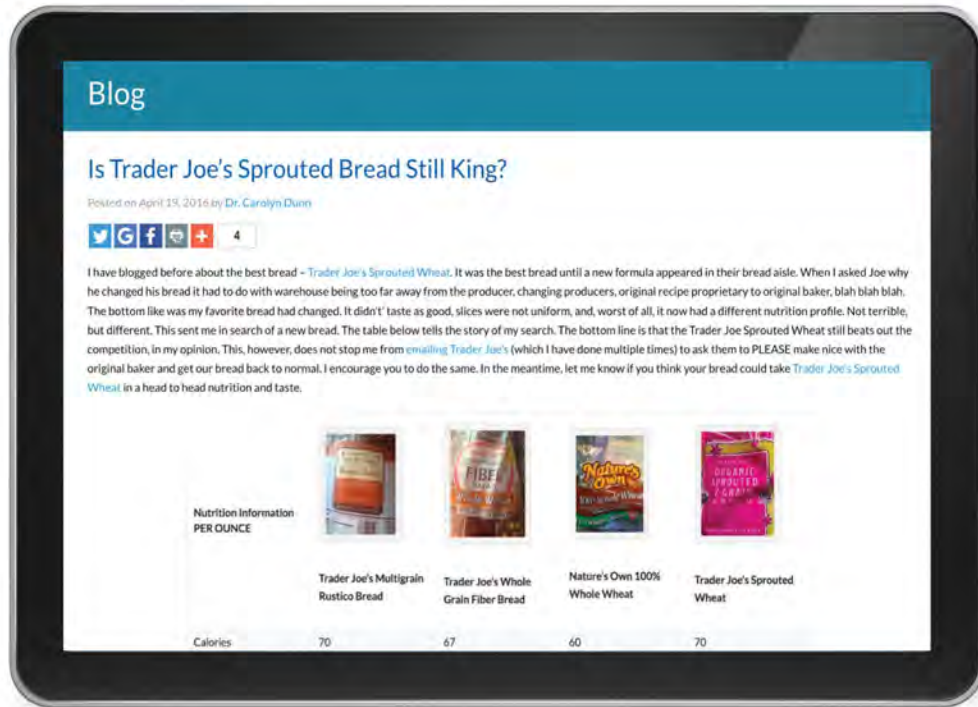 Blog
Is Trader Joe's Sprouted Bread Still King?
Posted on April 19, 2016 by Dr. Carolyn Dunn
4
I have blogged before about the best bread – Trader Joe's Sprouted Wheat. It was the best bread until a new formula appeared in their bread aisle. When I asked Joe why
he changed his bread it had to do with warehouse being too far away from the producer, changing producers, original recipe proprietary to original baker, blah blah blah.
The bottom like was my favorite bread had changed. It didn't' taste as good, slices were not uniform, and, worst of all, it now had a different nutrition profile. Not terrible,
but different. This sent me in search of a new bread. The table below tells the story of my search. The bottom line is that the Trader Joe Sprouted Wheat still beats out the
competition, in my opinion. This, however, does not stop me from emailing Trader Joe's (which I have done multiple times) to ask them to PLEASE make nice with the
original baker and get our bread back to normal. I encourage you to do the same. In the meantime, let me know if you think your bread could take Trader Joe's Sprouted
Wheat in a head to head nutrition and taste.
FIBER
Whole Wheat
Nature's Own
100% Whole Wheat
ORGANIC
SPROUTED
7 GRAIN
Nutrition Information
PER OUNCE
Trader Joe's Multigrain
Rustico Bread
Trader Joe's Whole
Grain Fiber Bread
Nature's Own 100%
Whole Wheat
Trader Joe's Sprouted
Wheat
Calories 70 67 60 70